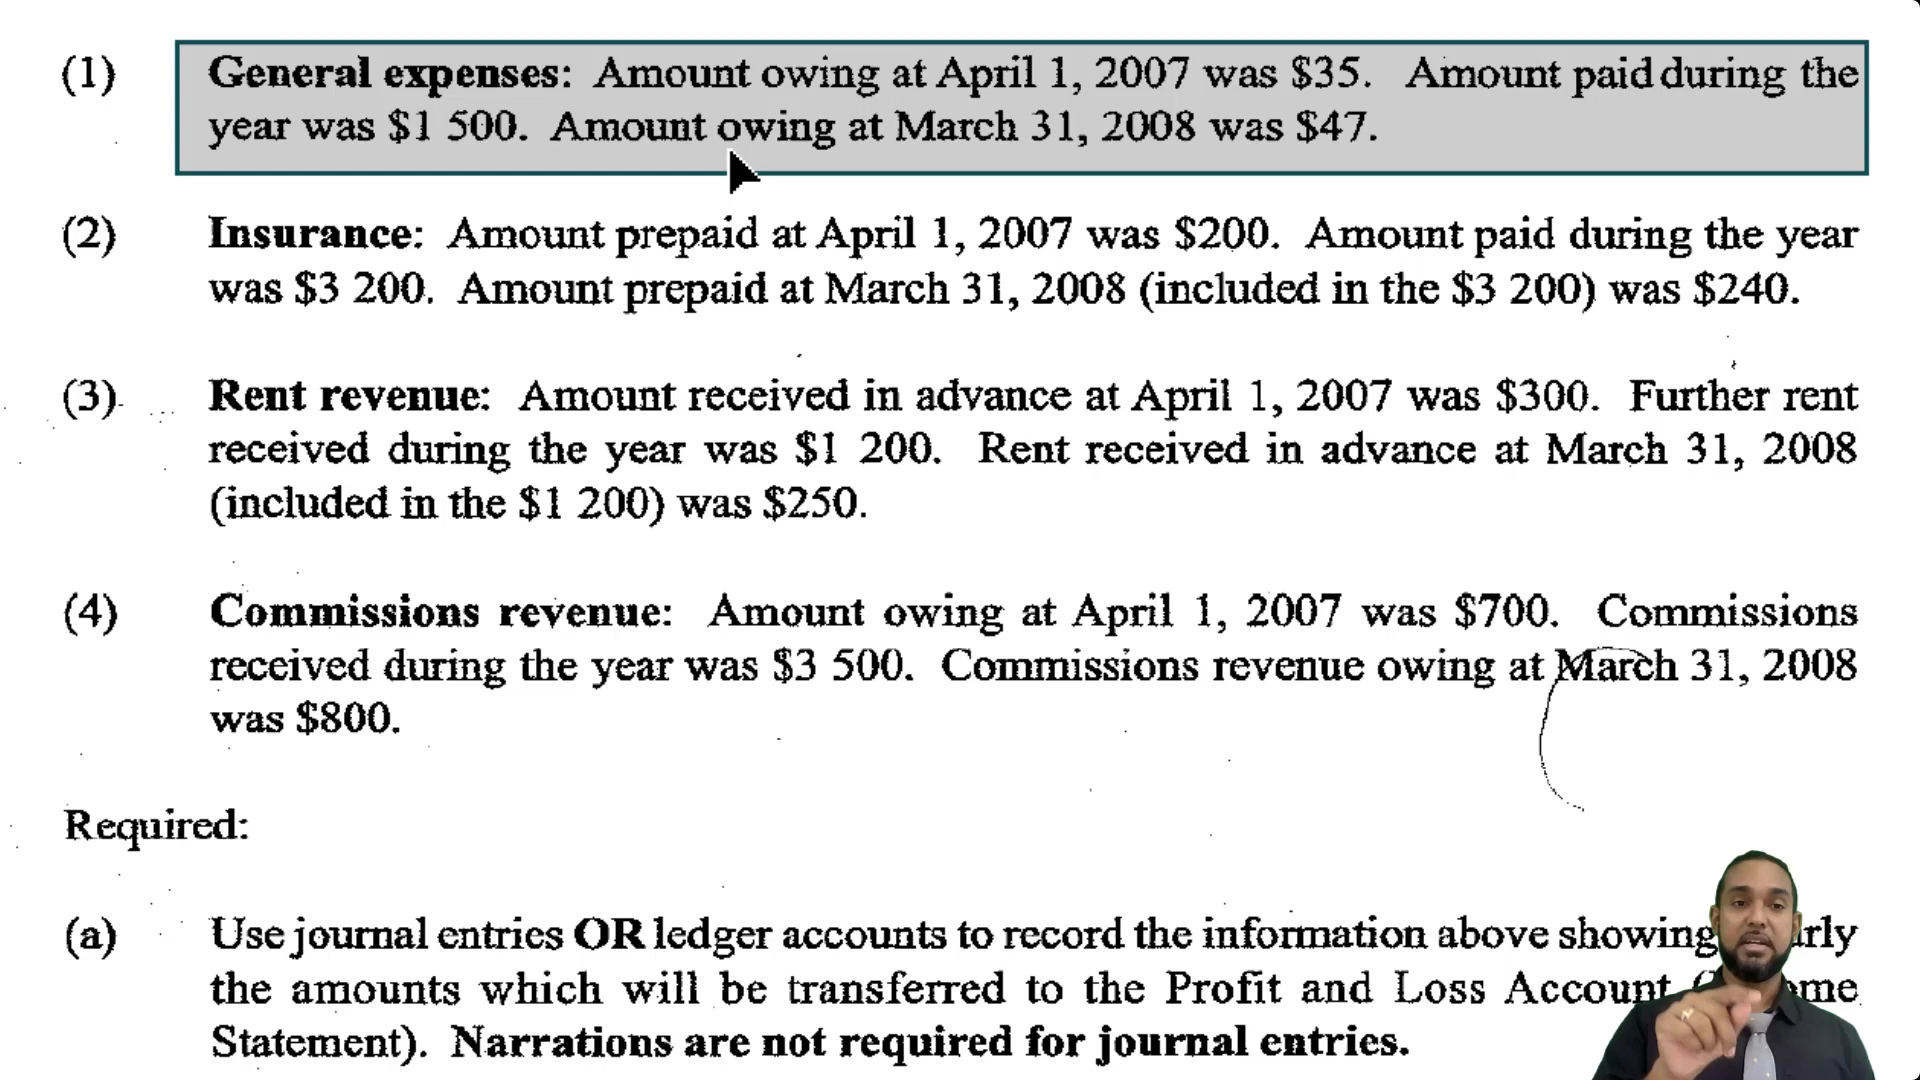 (1) General expenses: Amount owing at April 1, 2007 was $35. Amount paid during the
year was $1 500. Amount owing at March 31, 2008 was $47.
(2) Insurance: Amount prepaid at April 1, 2007 was $200. Amount paid during the year
was $3 200. Amount prepaid at March 31, 2008 (included in the $3 200) was $240.
(3) Rent revenue: Amount received in advance at April 1, 2007 was $300. Further rent
received during the year was $1 200. Rent received in advance at March 31, 2008
(included in the $1 200) was $250.
(4) Commissions revenue: Amount owing at April 1, 2007 was $700. Commissions
received during the year was $3 500. Commissions revenue owing at March 31, 2008
was $800.
Required:
(a) Use journal entries OR ledger accounts to record the information above showing
the amounts which will be transferred to the Profit and Loss Account
Statement). Narrations are not required for journal entries.